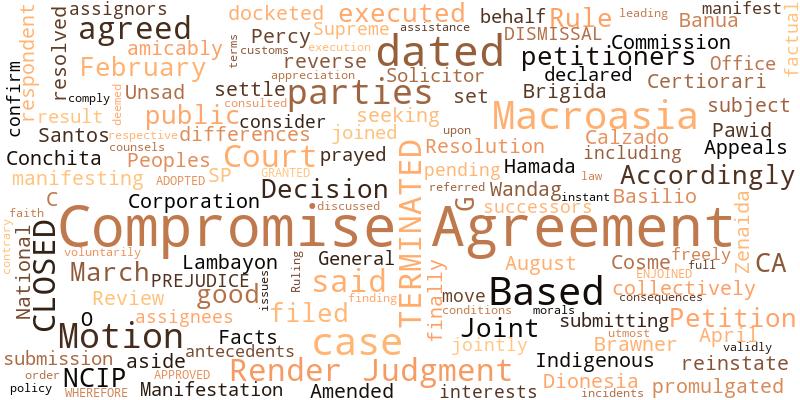 assignors docketed executed Rule leading manifest
respondent agreed behalf Banua factual
resolved Percy Supreme assistance DISMISSAL Commission
amicably terms customs execution dated petitioners
February reverse appreciation Solicitor declared Office
confirm Unsad settle parties set Brigida Certiorari
comply deemed consulted Macroasia subject
result public consider seeking Calzado Pawid
Santos respective differences joined upon Resolution including Appeals
Conchita counsels Peoples Court prayed Hamada law
manifesting ADOPTED SP GRANTED TERMINATED pending Accordingly
C Corporation Decision referred Wandag instant Basilio
faith discussed G successors
Compromise Agreement
contrary National CLOSED voluntarily Zenaida
Lambayon General August Cosme freely full CA
March PREJUDICE issues Ruling said finally ENJOINED
Review good finding move Based consequences collectively
O assignees filed conditions morals submitting Petition
Motion Facts case Joint utmost April
submission aside antecedents jointly Brawner validly
order NCIP APPROVED Render Judgment Indigenous reinstate
policy WHEREFORE Manifestation Amended interests Dionesia incidents promulgated